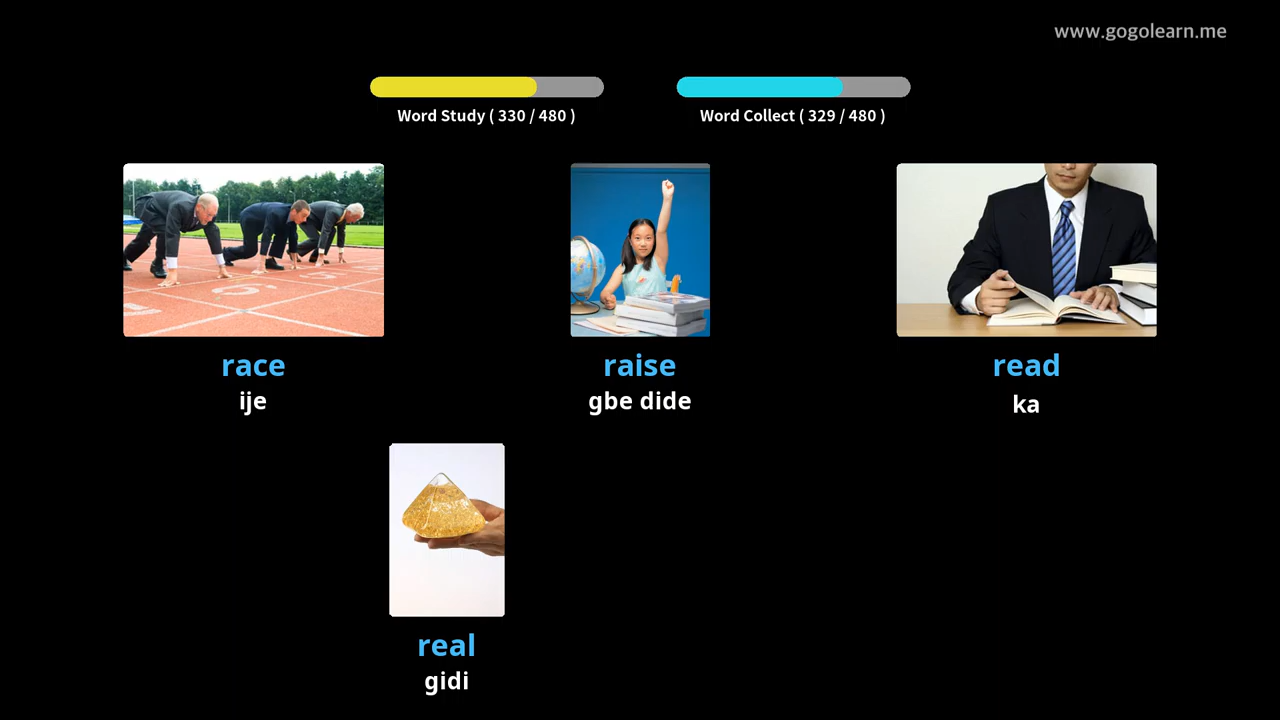 www.gogolearn.me
Word Study ( 330 / 480 )
Word Collect ( 329 / 480 )
race
ije
raise
gbe dide
read
ka
real
gidi